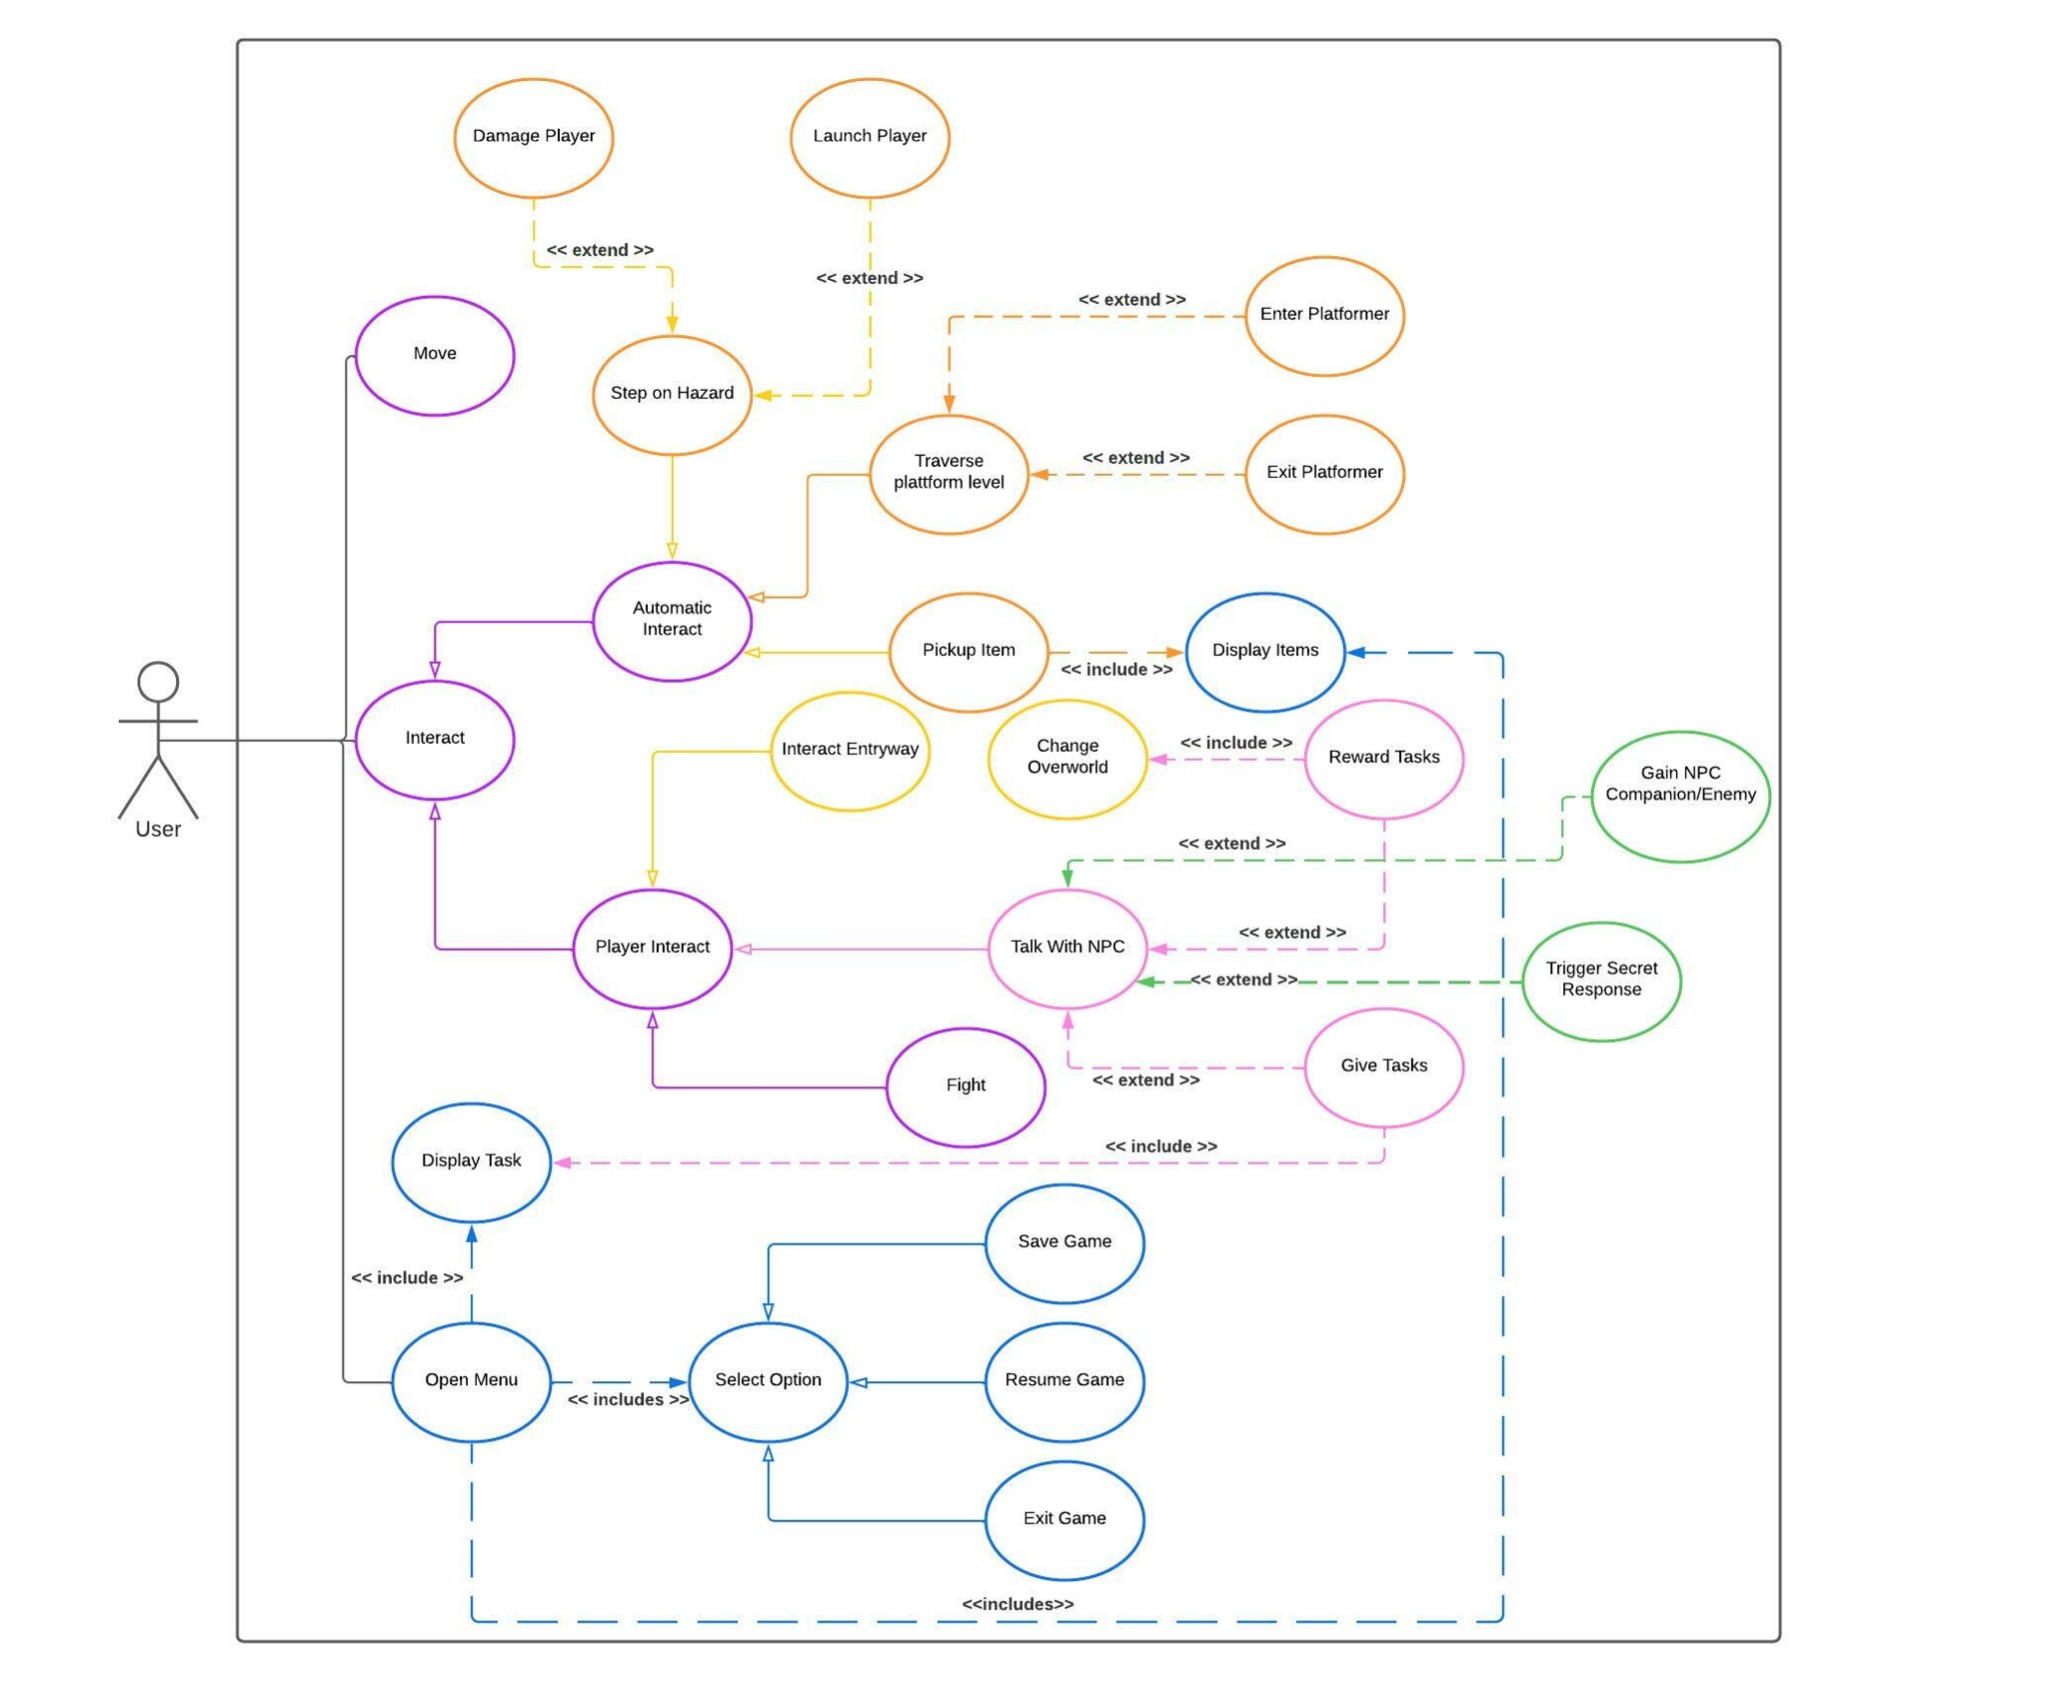 Damage Player
Launch Player
<< extend >>
<< extend >>
<< extend >>
Enter Platformer
Move
Step on Hazard
Traverse
plattform level
<< extend >>
Exit Platformer
Automatic
Interact
Pickup Item
<< include >>
Display Items
Interact
Interact Entryway
Change
Overworld
<< include >>
Reward Tasks
Gain NPC
Companion/Enemy
User
<< extend >>
Player Interact
Talk With NPC
<< extend >>
<< extend >>
Trigger Secret
Response
Fight
<< extend >>
Give Tasks
Display Task
<< include >>
Save Game
<< include >>
Open Menu
<< includes >>
Select Option
Resume Game
Exit Game
<<includes>>